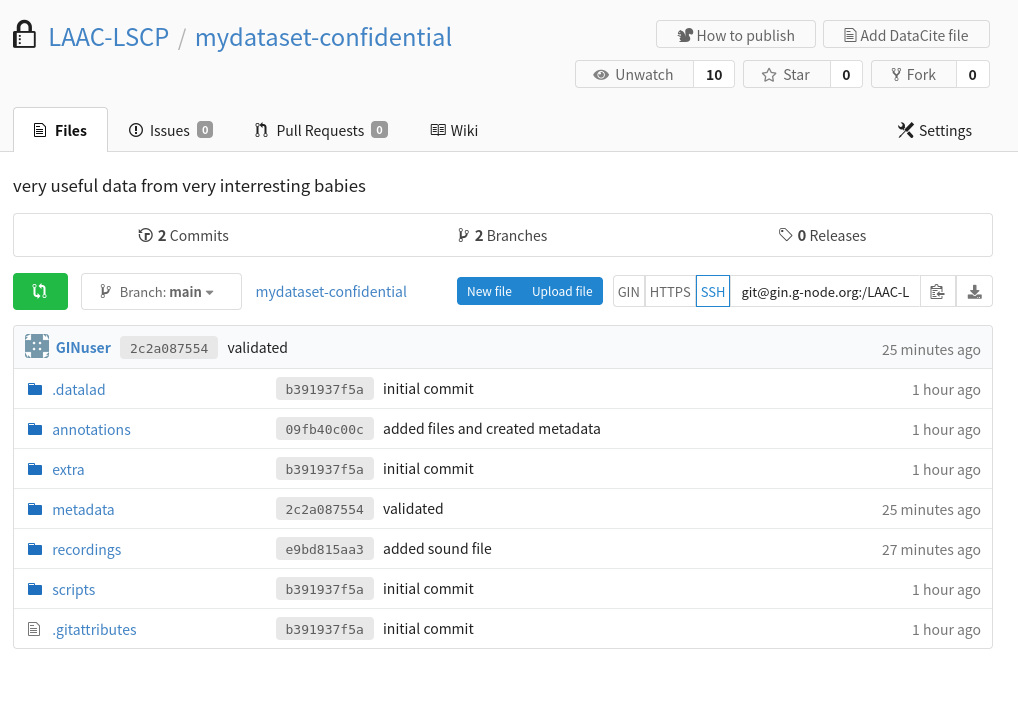 LAAC-LSCP / mydataset-confidential
How to publish Add DataCite file
Unwatch 10 Star 0 Fork 0
Files Issues 0 Pull Requests 0 Wiki Settings
very useful data from very interresting babies
2 Commits 2 Branches 0 Releases
Branch: main mydataset-confidential New file Upload file GIN HTTPS SSH git@gin.g-node.org:/LAAC-L
GINuser 2c2a087554 validated 25 minutes ago
.datalad b391937f5a initial commit 1 hour ago
annotations 09fb40c00c added files and created metadata 1 hour ago
extra b391937f5a initial commit 1 hour ago
metadata 2c2a087554 validated 25 minutes ago
recordings e9bd815aa3 added sound file 27 minutes ago
scripts b391937f5a initial commit 1 hour ago
.gitattributes b391937f5a initial commit 1 hour ago